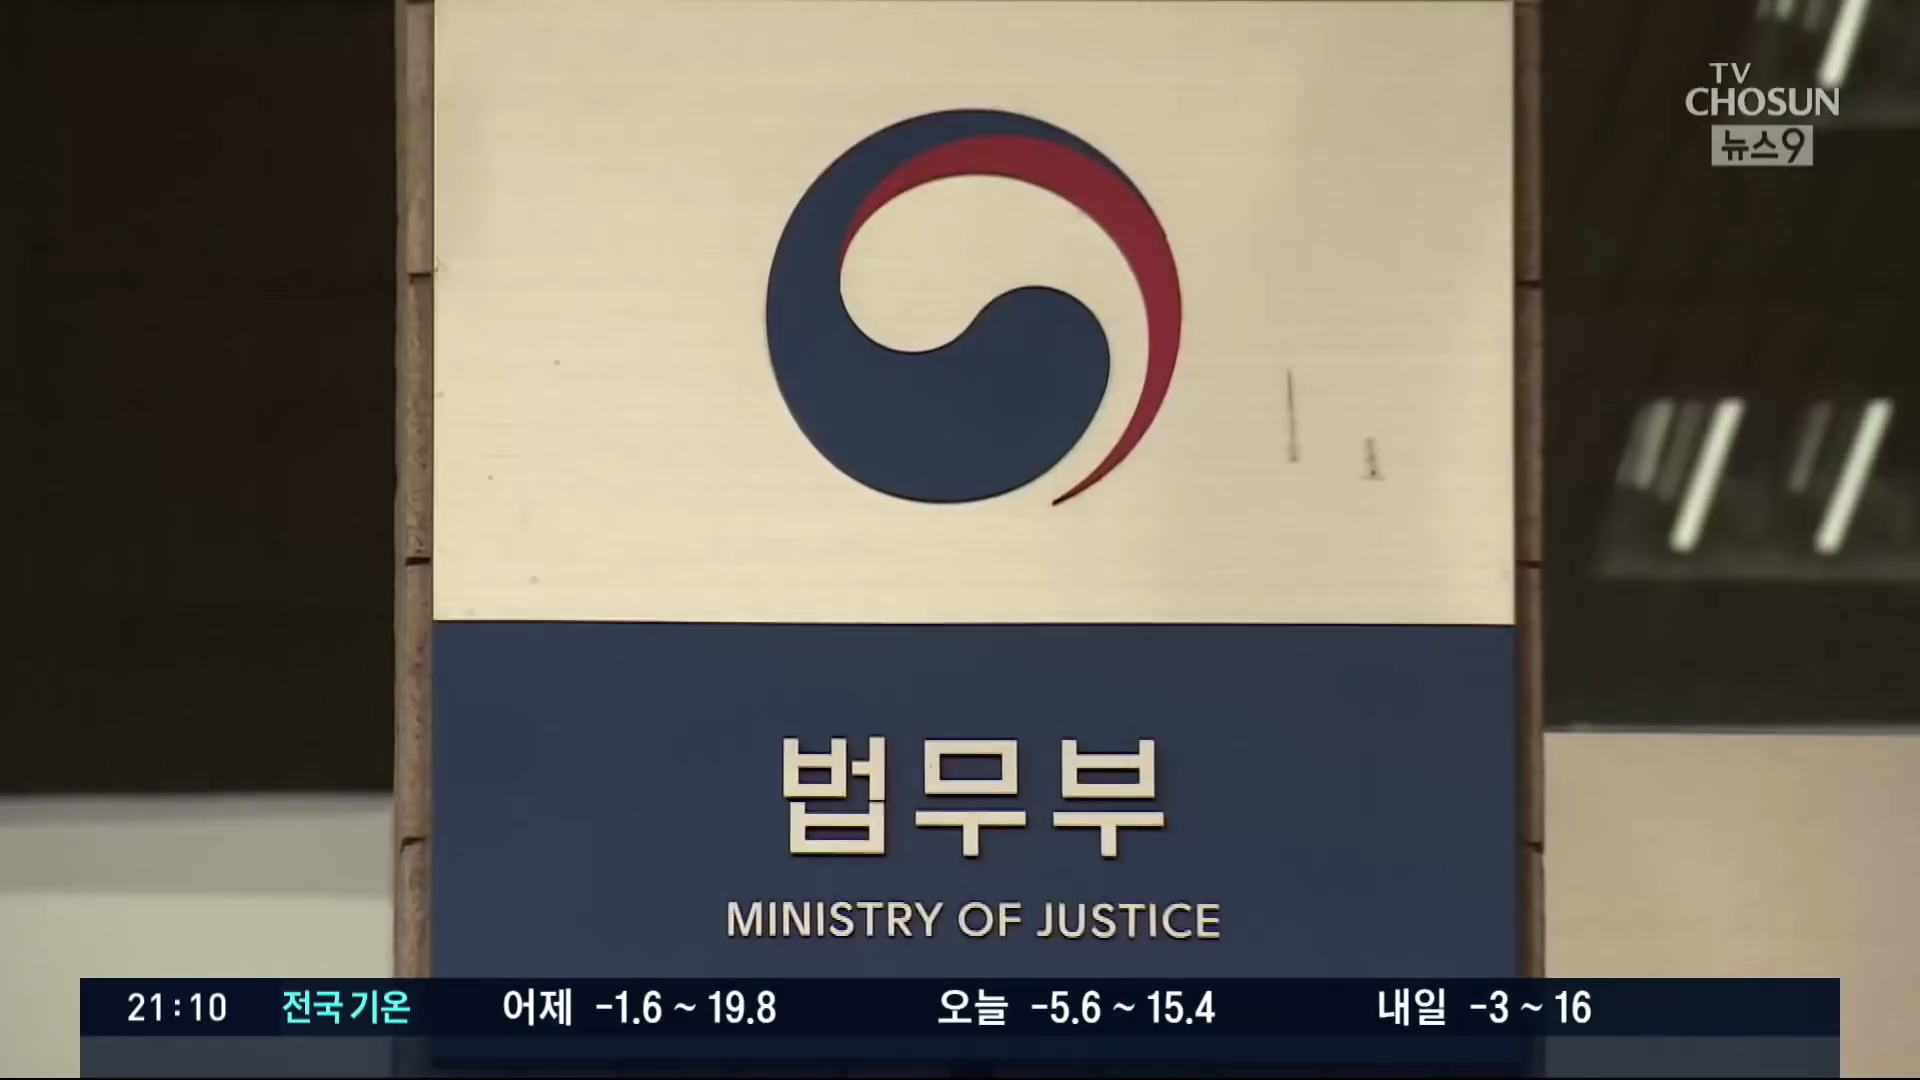 TV
CHOSUN
뉴스9
법무부
MINISTRY OF JUSTICE
21:10 전국 기온 어제 -1.6 ~ 19.8 오늘 -5.6 ~ 15.4 내일 -3 ~ 16